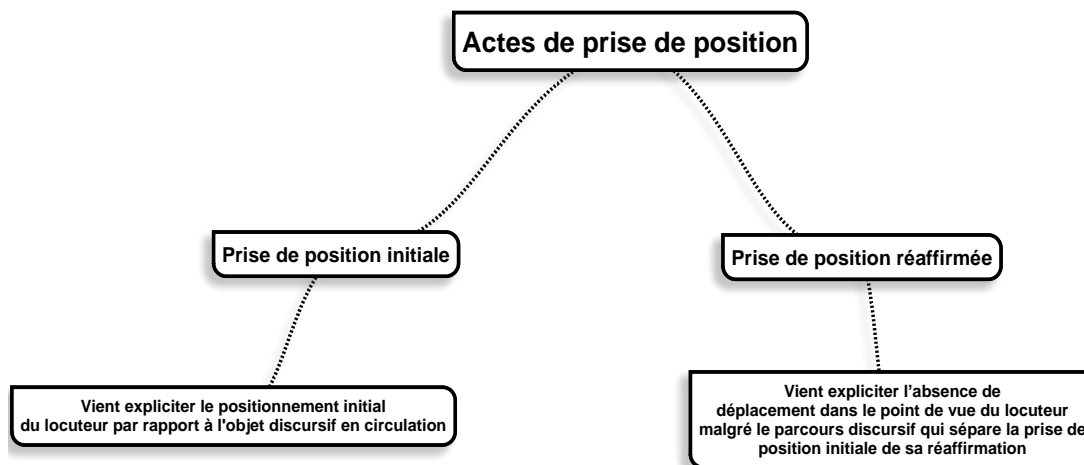 Actes de prise de position
Prise de position initiale
Prise de position réaffirmée
Vient expliciter le positionnement initial
du locuteur par rapport à l'objet discursif en circulation
Vient expliciter l’absence de
déplacement dans le point de vue du locuteur
malgré le parcours discursif qui sépare la prise de
position initiale de sa réaffirmation